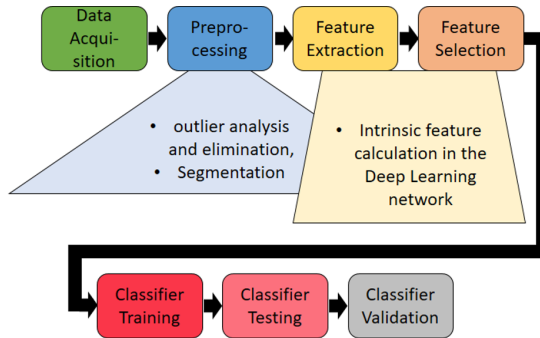 Data
Acqui-
sition
Prepro-
cessing
Feature
Extraction
Feature
Selection
• outlier analysis
and elimination,
• Segmentation
• Intrinsic feature
calculation in the
Deep Learning
network
Classifier
Training
Classifier
Testing
Classifier
Validation